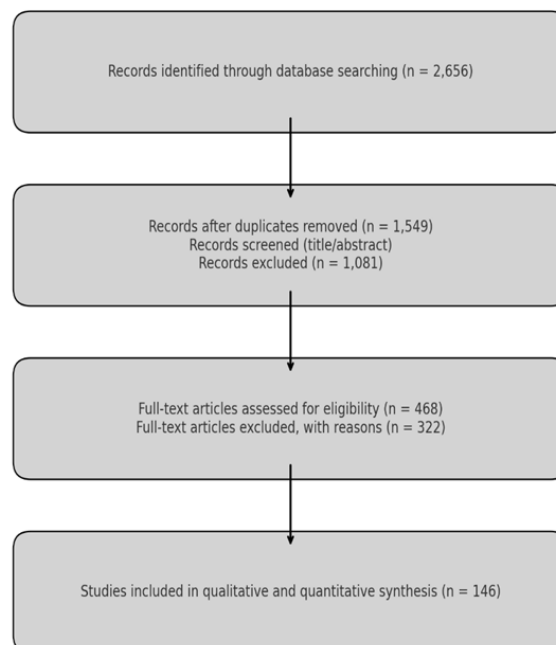 Records identified through database searching (n = 2,656)
Records after duplicates removed (n = 1,549)
Records screened (title/abstract)
Records excluded (n = 1,081)
Full-text articles assessed for eligibility (n = 468)
Full-text articles excluded, with reasons (n = 322)
Studies included in qualitative and quantitative synthesis (n = 146)